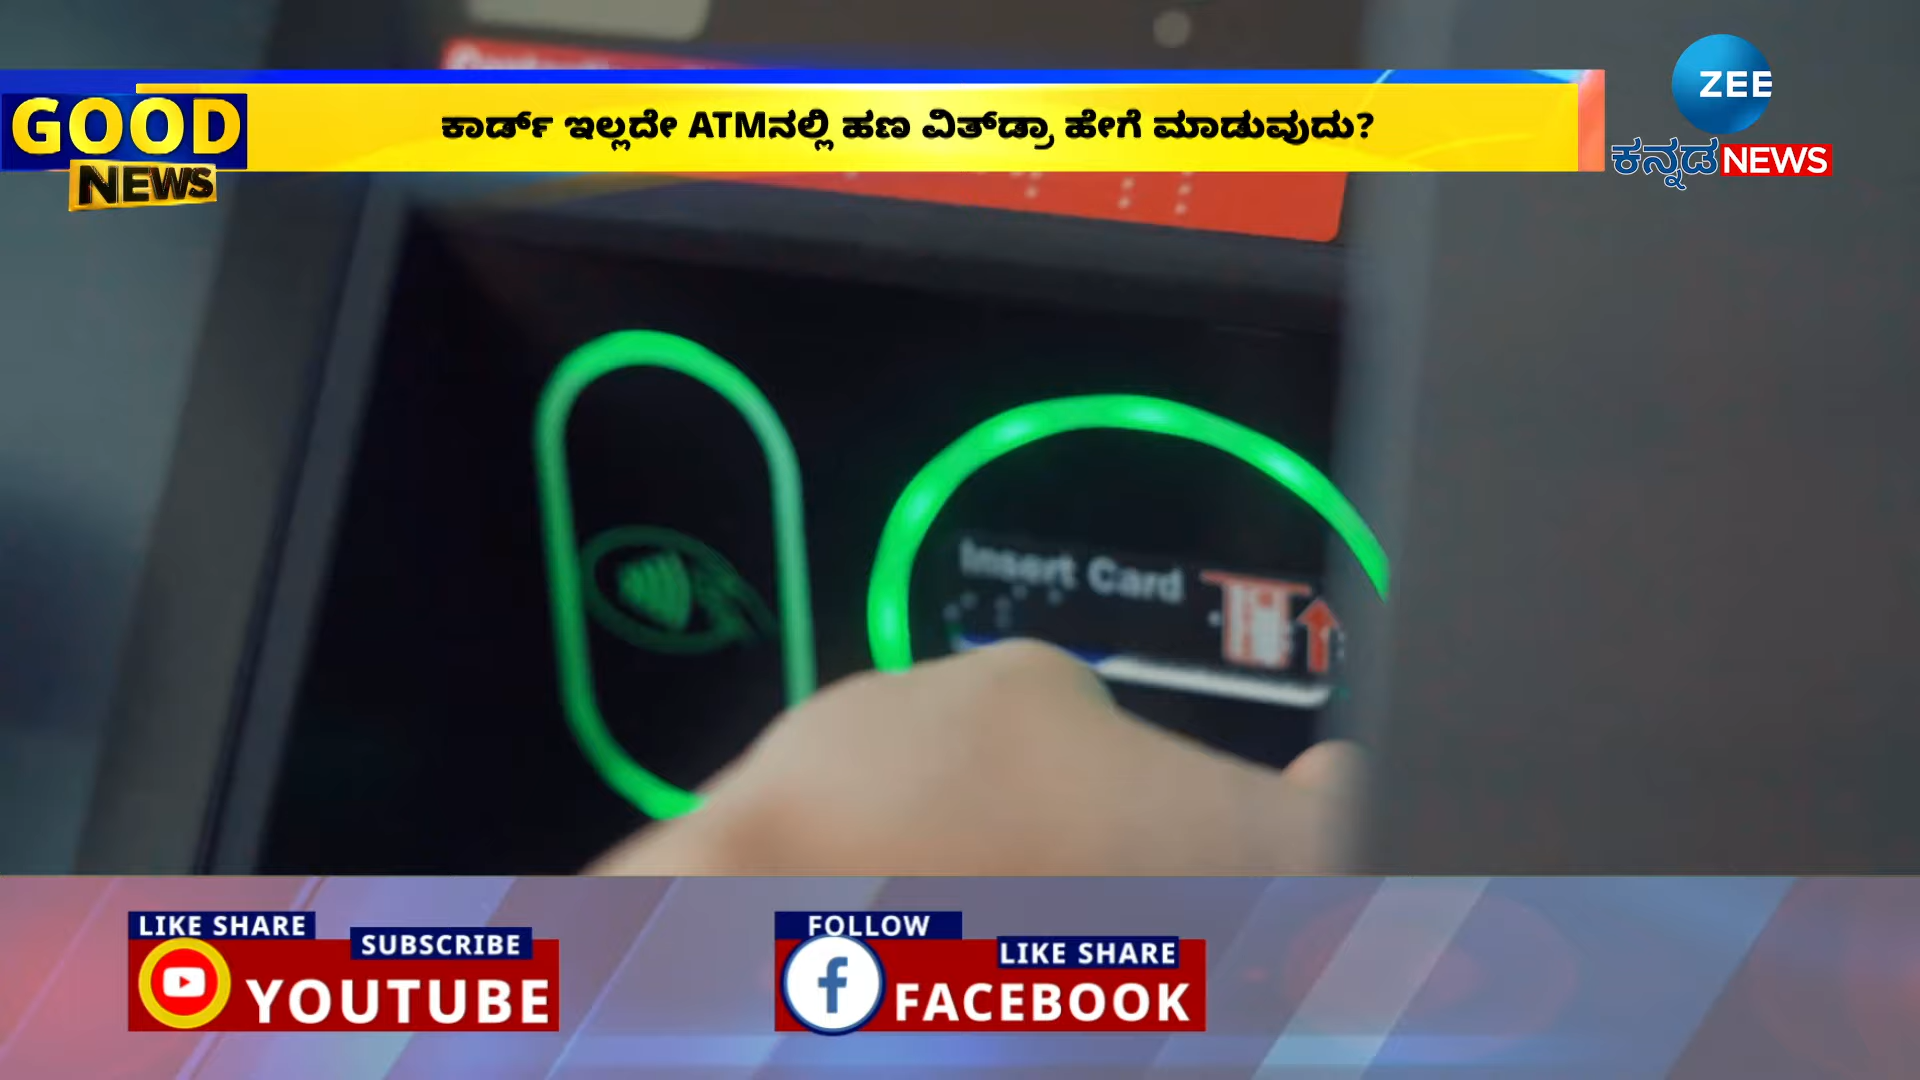 GOOD
NEWS
ಕಾರ್ಡ್ ಇಲ್ಲದೇ ATMನಲ್ಲಿ ಹಣ ವಿತ್‌ಡ್ರಾ ಹೇಗೆ ಮಾಡುವುದು?
ZEE
ಕನ್ನಡ NEWS
Insert Card
LIKE SHARE
SUBSCRIBE
YOUTUBE
FOLLOW
LIKE SHARE
FACEBOOK